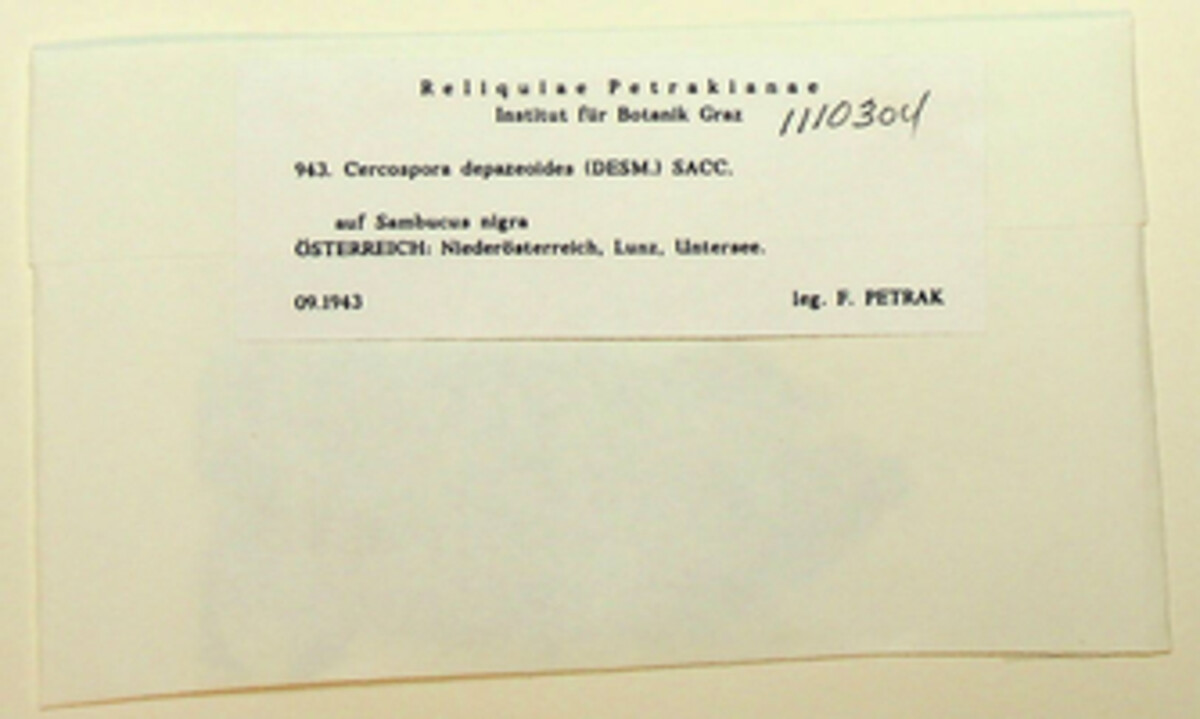 Reliquiae Petrakianae
Institut für Botanik Graz
1110304
943. Cercospora depazeoides (DESM.) SACC.
auf Sambucus nigra
ÖSTERREICH: Niederösterreich, Lunz, Untersee.
09.1943
leg. F. PETRAK